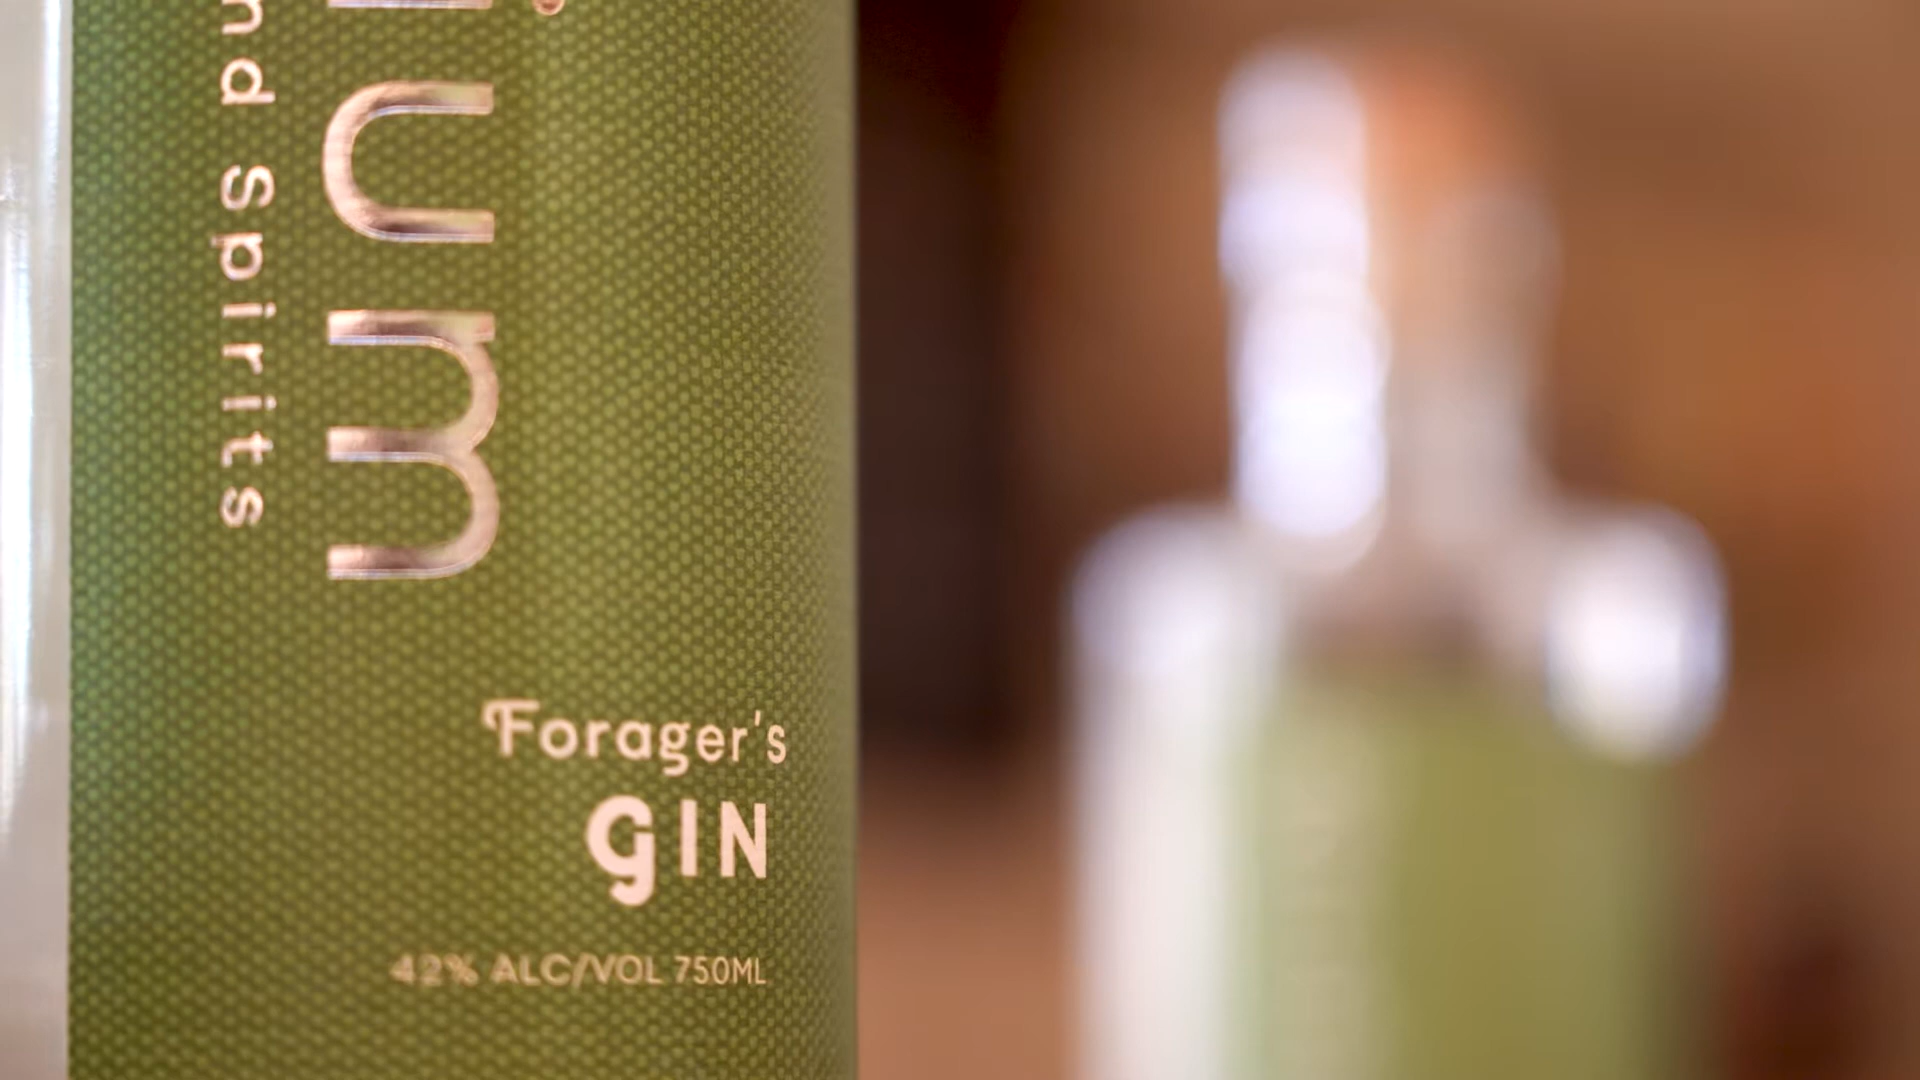 um
nd Spirits
Forager's
GIN
42% ALC/VOL 750ML